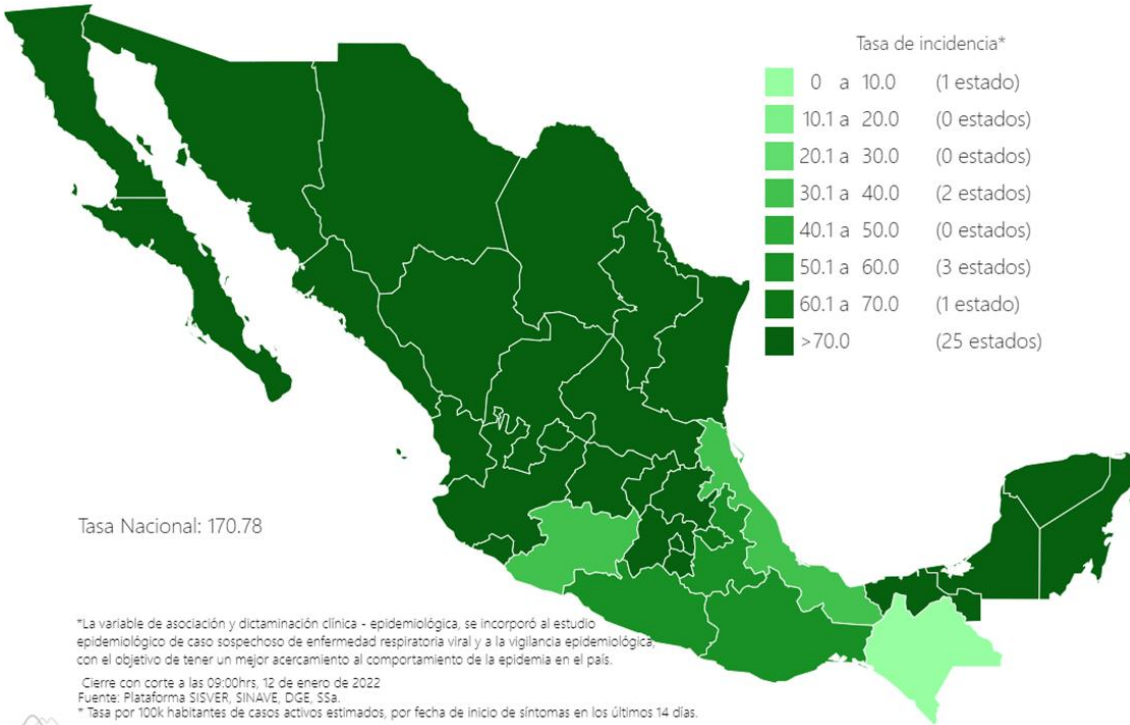 Tasa de incidencia*
0 a 10.0 (1 estado)
10.1 a 20.0 (0 estados)
20.1 a 30.0 (0 estados)
30.1 a 40.0 (2 estados)
40.1 a 50.0 (0 estados)
50.1 a 60.0 (3 estados)
60.1 a 70.0 (1 estado)
>70.0 (25 estados)
Tasa Nacional: 170.78
*La variable de asociación y dictaminación clínica - epidemiológica, se incorporó al estudio
epidemiológico de caso sospechoso de enfermedad respiratoria viral y a la vigilancia epidemiológica,
con el objetivo de tener un mejor acercamiento al comportamiento de la epidemia en el país.
Cierre con corte a las 09:00hrs, 12 de enero de 2022
Fuente: Plataforma SISVER, SINAVE, DGE, SSa.
* Tasa por 100k habitantes de casos activos estimados, por fecha de inicio de síntomas en los últimos 14 días.